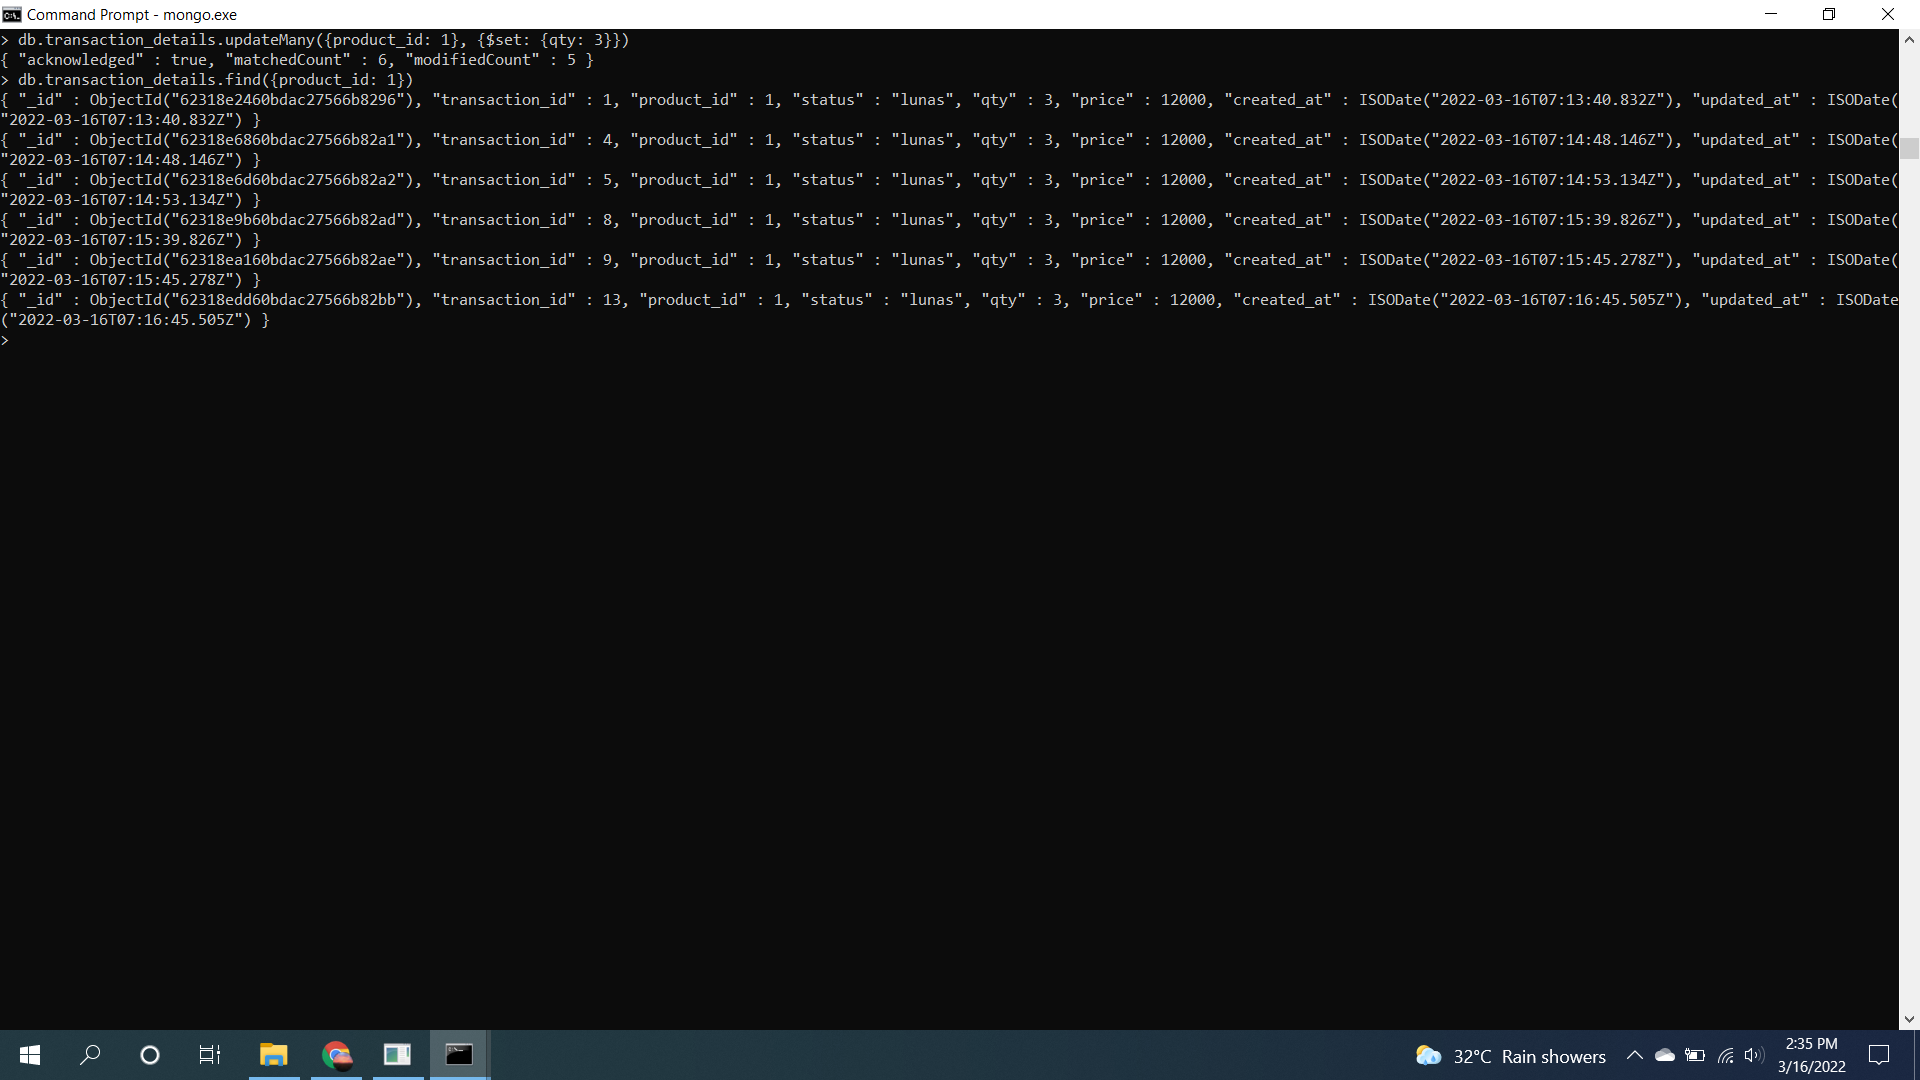 Command Prompt - mongo.exe
> db.transaction_details.updateMany({product_id: 1}, {$set: {qty: 3}})
{ "acknowledged" : true, "matchedCount" : 6, "modifiedCount" : 5 }
> db.transaction_details.find({product_id: 1})
{ "_id" : ObjectId("62318e2460bdac27566b8296"), "transaction_id" : 1, "product_id" : 1, "status" : "lunas", "qty" : 3, "price" : 12000, "created_at" : ISODate("2022-03-16T07:13:40.832Z"), "updated_at" : ISODate(
"2022-03-16T07:13:40.832Z") }
{ "_id" : ObjectId("62318e6860bdac27566b82a1"), "transaction_id" : 4, "product_id" : 1, "status" : "lunas", "qty" : 3, "price" : 12000, "created_at" : ISODate("2022-03-16T07:14:48.146Z"), "updated_at" : ISODate(
"2022-03-16T07:14:48.146Z") }
{ "_id" : ObjectId("62318e6d60bdac27566b82a2"), "transaction_id" : 5, "product_id" : 1, "status" : "lunas", "qty" : 3, "price" : 12000, "created_at" : ISODate("2022-03-16T07:14:53.134Z"), "updated_at" : ISODate(
"2022-03-16T07:14:53.134Z") }
{ "_id" : ObjectId("62318e9b60bdac27566b82ad"), "transaction_id" : 8, "product_id" : 1, "status" : "lunas", "qty" : 3, "price" : 12000, "created_at" : ISODate("2022-03-16T07:15:39.826Z"), "updated_at" : ISODate(
"2022-03-16T07:15:39.826Z") }
{ "_id" : ObjectId("62318ea160bdac27566b82ae"), "transaction_id" : 9, "product_id" : 1, "status" : "lunas", "qty" : 3, "price" : 12000, "created_at" : ISODate("2022-03-16T07:15:45.278Z"), "updated_at" : ISODate(
"2022-03-16T07:15:45.278Z") }
{ "_id" : ObjectId("62318edd60bdac27566b82bb"), "transaction_id" : 13, "product_id" : 1, "status" : "lunas", "qty" : 3, "price" : 12000, "created_at" : ISODate("2022-03-16T07:16:45.505Z"), "updated_at" : ISODate
("2022-03-16T07:16:45.505Z") }
>
32°C Rain showers
2:35 PM
3/16/2022